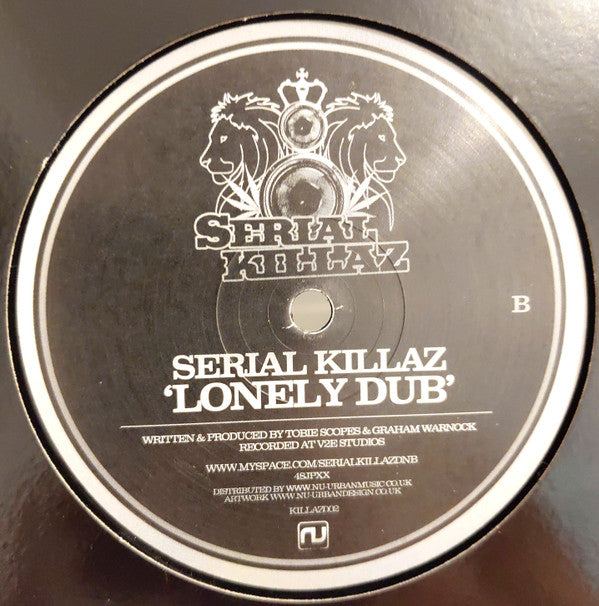 SERIAL
KILLAZ
B
SERIAL KILLAZ
'LONELY DUB'
WRITTEN & PRODUCED BY TOBIE SCOPES & GRAHAM WARNOCK
RECORDED AT V2E STUDIOS
WWW.MYSPACE.COM/SERIALKILLAZDNB
4SJPXX
DISTRIBUTED BY WWW.NU-URBANMUSIC.CO.UK
ARTWORK WWW.NU-URBANDESIGN.CO.UK
KILLAZ002